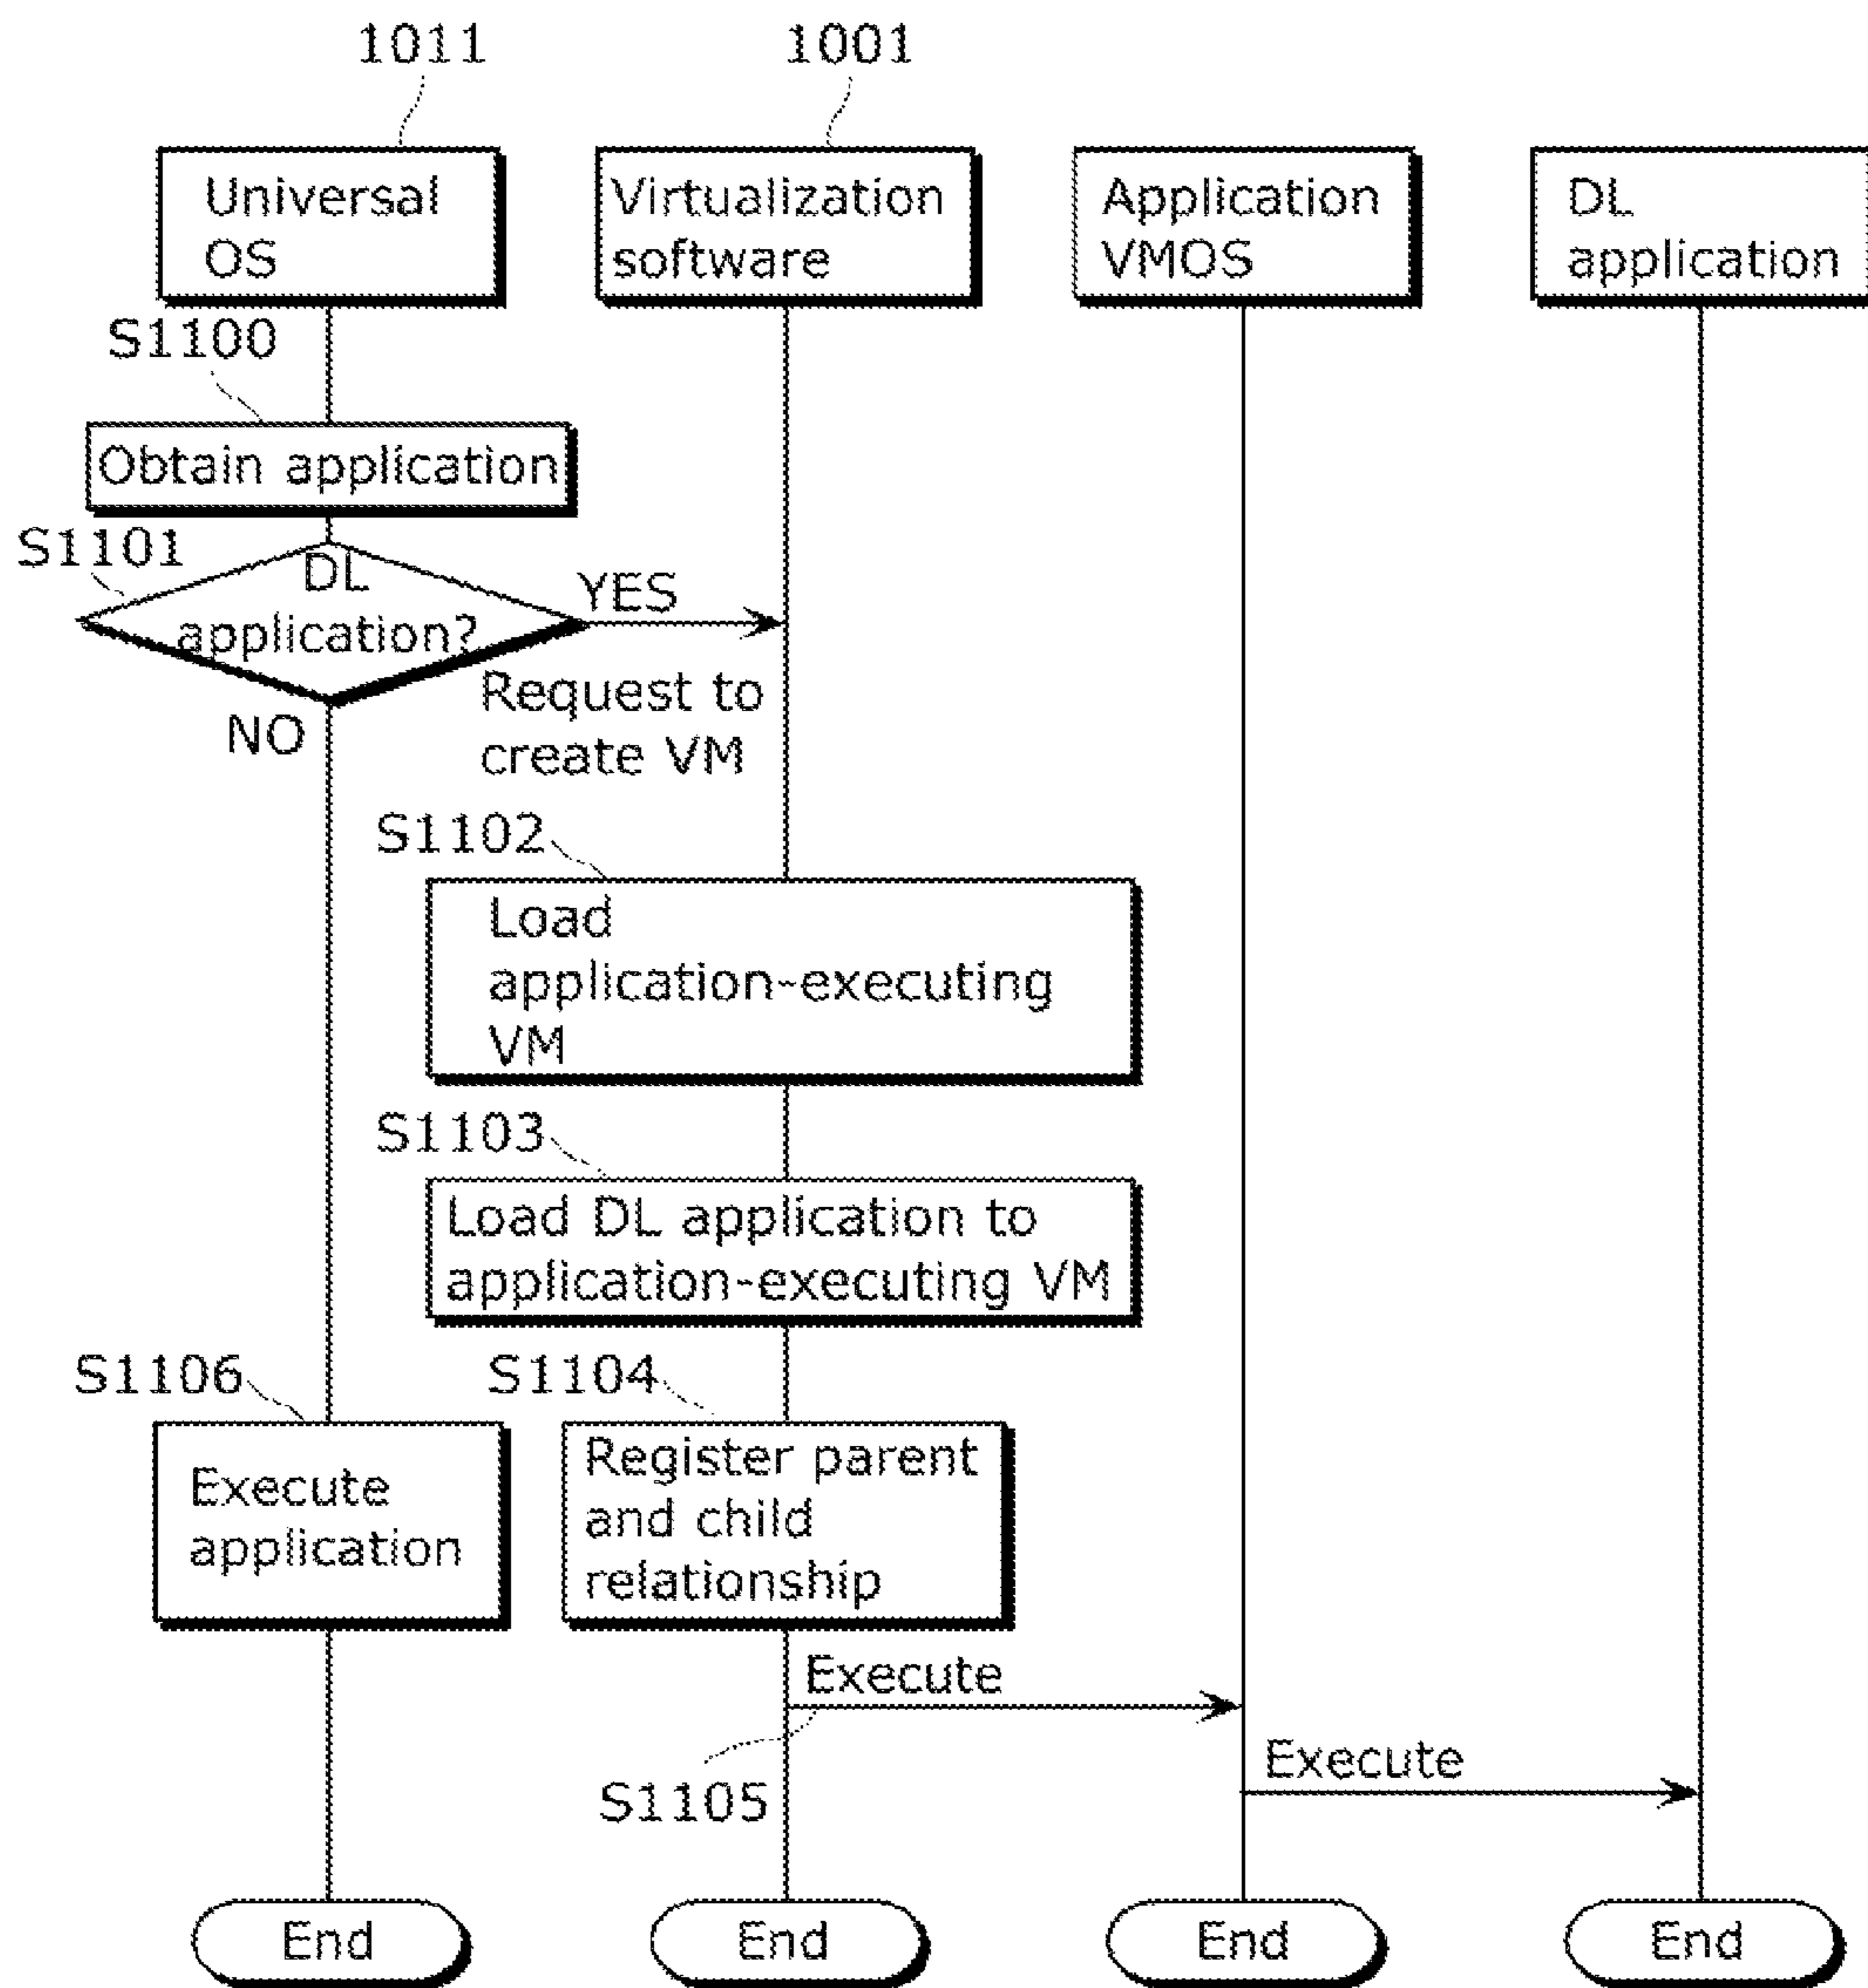 1011
1001
Universal
OS
Virtualization
software
Application
VMOS
DL
application
S1100
Obtain application
S1101
DL
application?
YES
Request to
create VM
NO
S1102
Load
application-executing
VM
S1103
Load DL application to
application-executing VM
S1106
S1104
Execute
application
Register parent
and child
relationship
Execute
S1105
Execute
End
End
End
End